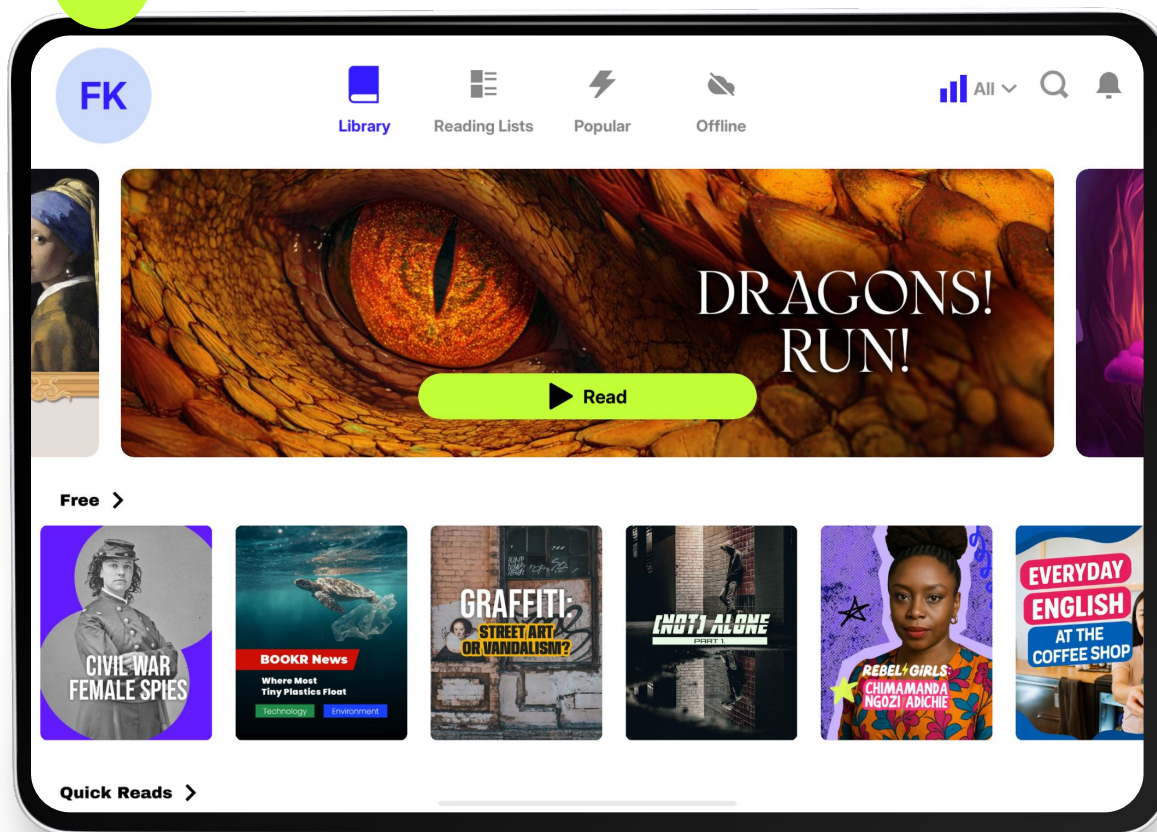 FK
Library
Reading Lists
Popular
Offline
All
DRAGONS!
RUN!
Read
Free
CIVIL WAR
FEMALE SPIES
BOOKR News
Where Most
Tiny Plastics Float
Technology
Environment
GRAFFITI:
STREET ART
OR VANDALISM?
[NOT] ALONE
PART 1.
REBEL GIRLS:
CHIMAMANDA
NGOZI ADICHIE
EVERYDAY
ENGLISH
AT THE
COFFEE SHOP
Quick Reads